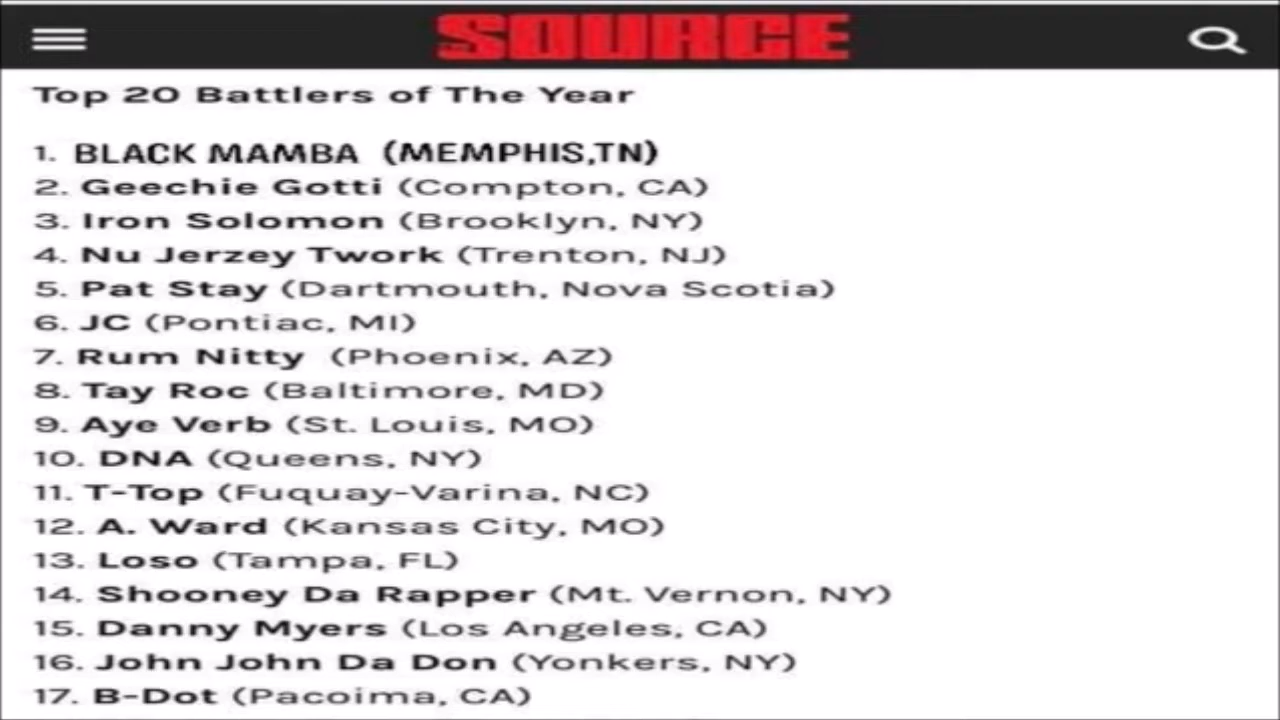 SOURCE
Top 20 Battlers of The Year
1. BLACK MAMBA (MEMPHIS,TN)
2. Geechie Gotti (Compton, CA)
3. Iron Solomon (Brooklyn, NY)
4. Nu Jerzey Twork (Trenton, NJ)
5. Pat Stay (Dartmouth, Nova Scotia)
6. JC (Pontiac, MI)
7. Rum Nitty (Phoenix, AZ)
8. Tay Roc (Baltimore, MD)
9. Aye Verb (St. Louis, MO)
10. DNA (Queens, NY)
11. T-Top (Fuquay-Varina, NC)
12. A. Ward (Kansas City, MO)
13. Loso (Tampa, FL)
14. Shooney Da Rapper (Mt. Vernon, NY)
15. Danny Myers (Los Angeles, CA)
16. John John Da Don (Yonkers, NY)
17. B-Dot (Pacoima, CA)